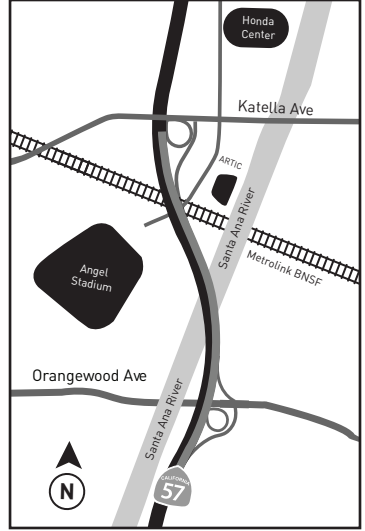 Honda
Center
Katella Ave
ARTIC
Santa Ana River
Metrolink BNSF
Angel
Stadium
Orangewood Ave
Santa Ana River
N
CALIFORNIA
57